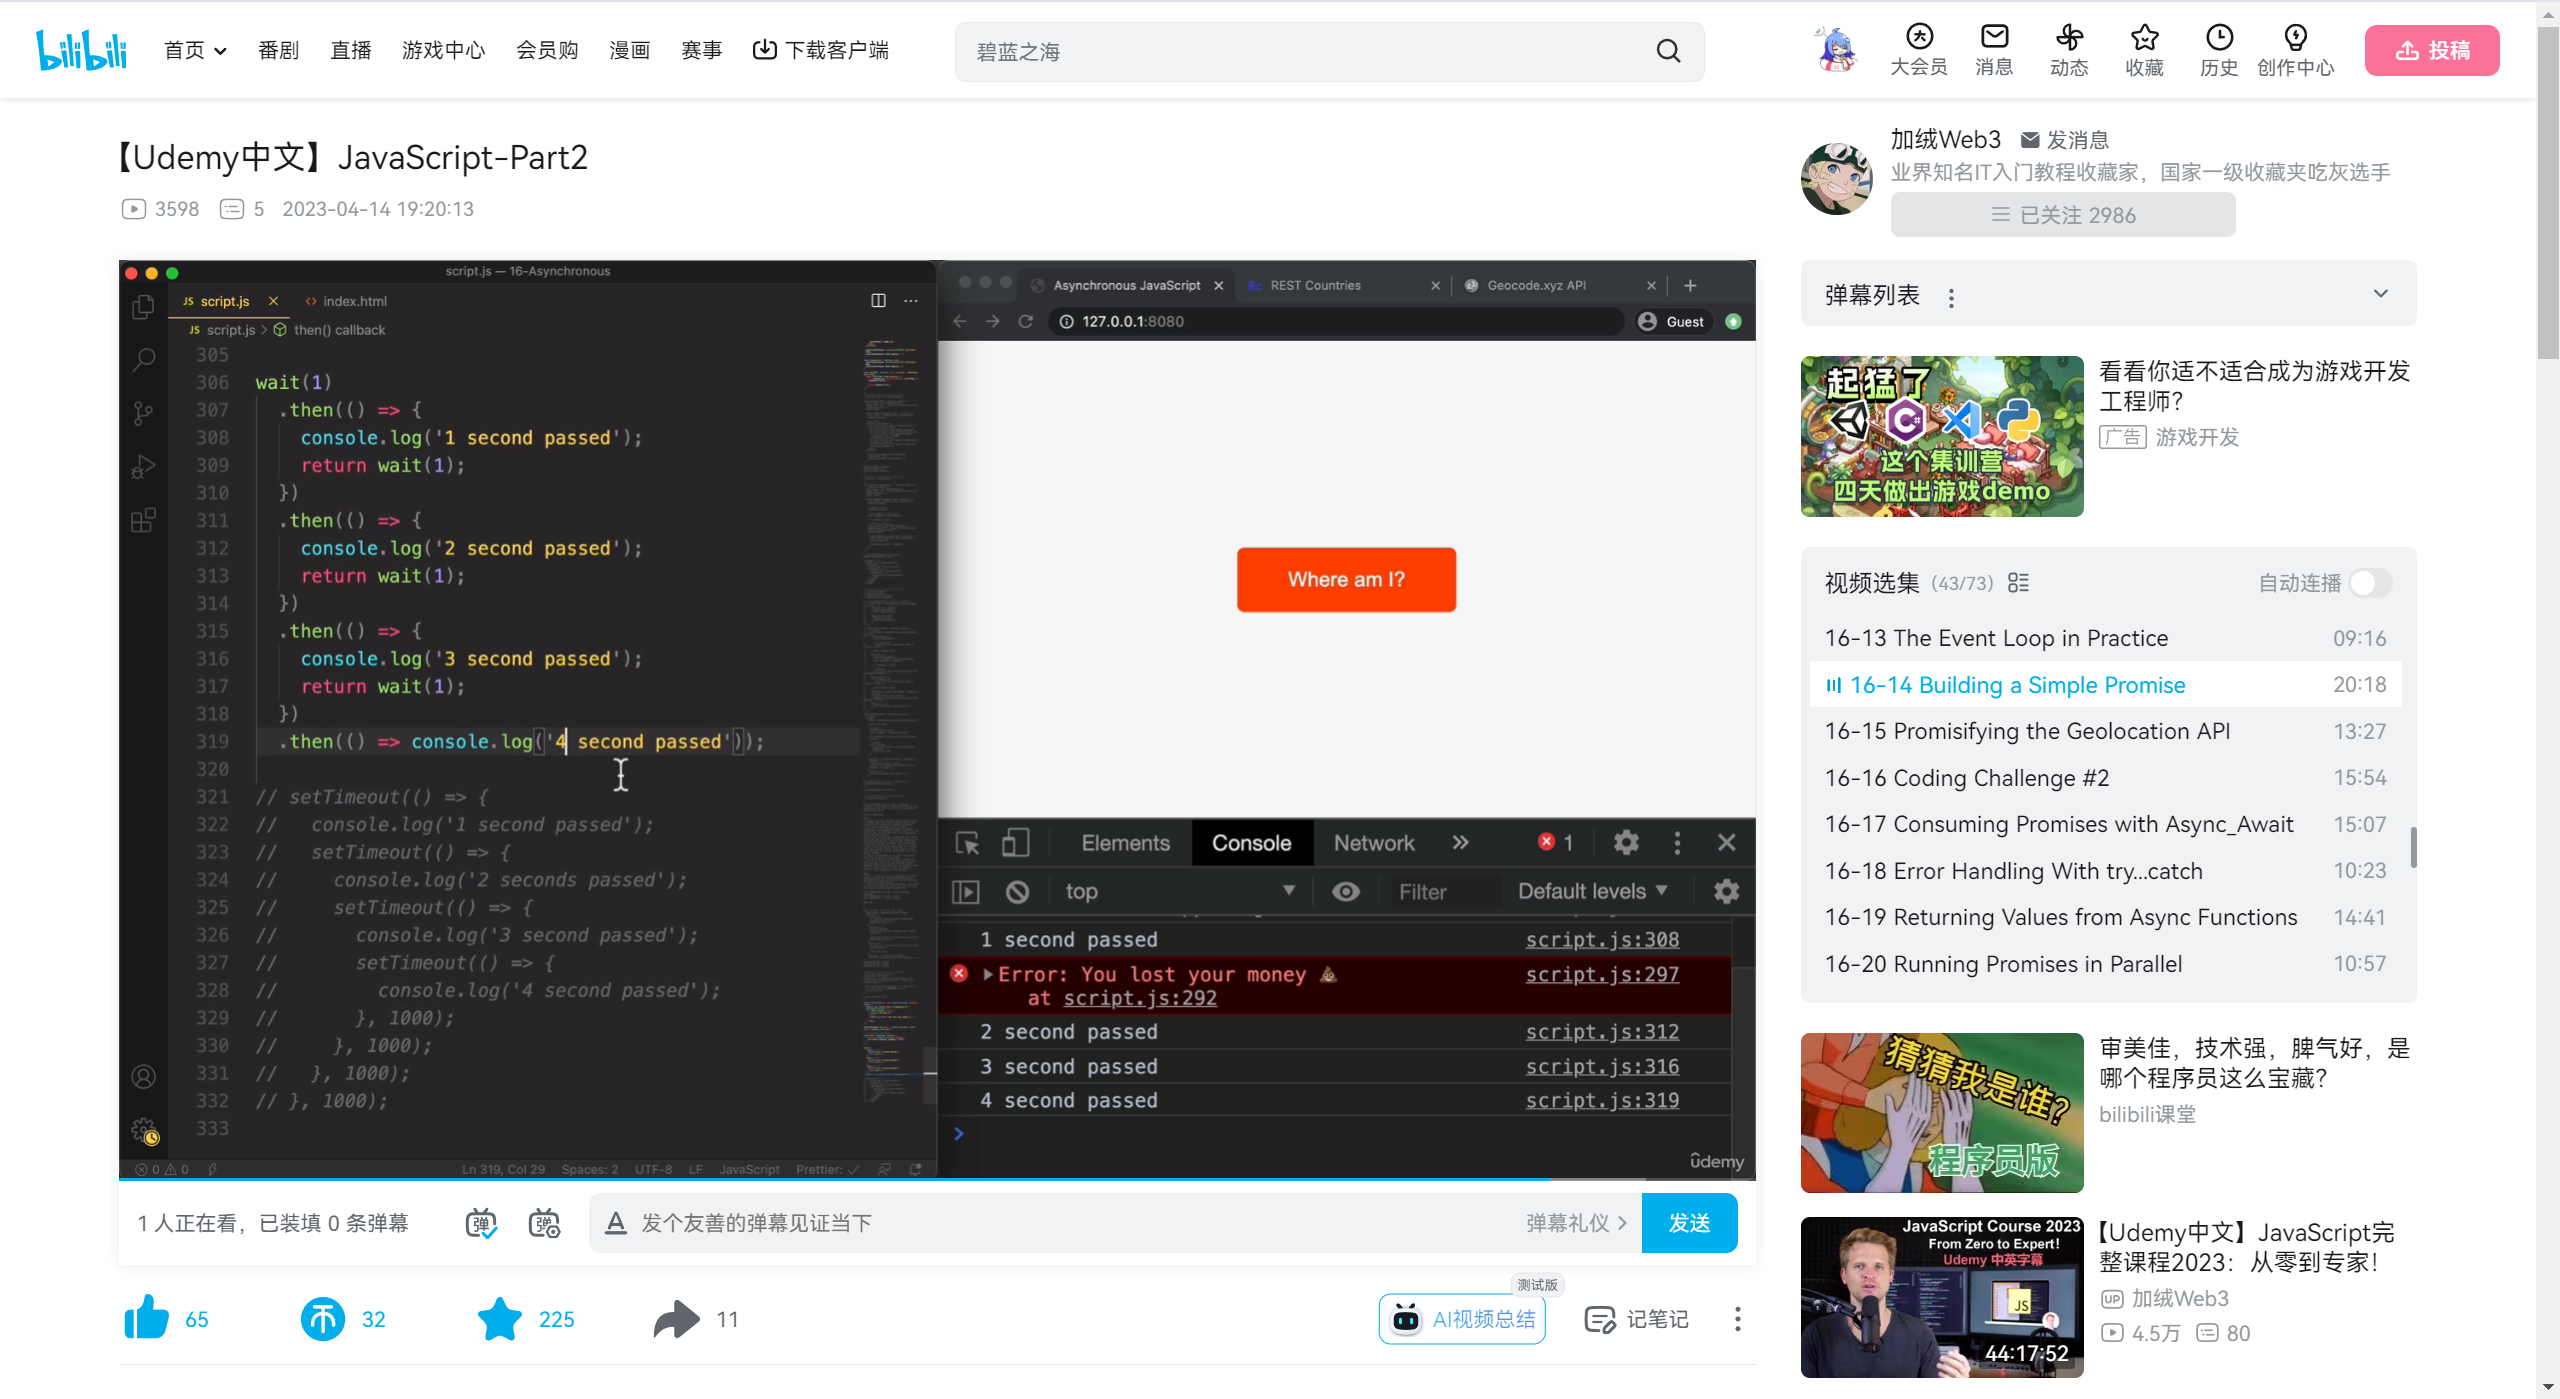 bilibili
首页
番剧
直播
游戏中心
会员购
漫画
赛事
下载客户端
碧蓝之海
大会员
消息
动态
收藏
历史
创作中心
投稿
【Udemy中文】JavaScript-Part2
3598 5 2023-04-14 19:20:13
加绒Web3 发消息
业界知名IT入门教程收藏家，国家一级收藏夹吃灰选手
已关注 2986
script.js — 16-Asynchronous
JS script.js × <> index.html
JS script.js > then() callback
305
306 wait(1)
307 .then(() => {
308 console.log('1 second passed');
309 return wait(1);
310 })
311 .then(() => {
312 console.log('2 second passed');
313 return wait(1);
314 })
315 .then(() => {
316 console.log('3 second passed');
317 return wait(1);
318 })
319 .then(() => console.log('4 second passed'));
320
321 // setTimeout(() => {
322 // console.log('1 second passed');
323 // setTimeout(() => {
324 // console.log('2 seconds passed');
325 // setTimeout(() => {
326 // console.log('3 second passed');
327 // setTimeout(() => {
328 // console.log('4 second passed');
329 // }, 1000);
330 // }, 1000);
331 // }, 1000);
332 // }, 1000);
333
0 0 Ln 319, Col 29 Spaces: 2 UTF-8 LF JavaScript Prettier: ✓
Asynchronous JavaScript × Rc REST Countries × Geocode.xyz API × +
127.0.0.1:8080 Guest
Where am I?
Elements Console Network » 1
top Filter Default levels
1 second passed script.js:308
Error: You lost your money 💩 script.js:297
at script.js:292
2 second passed script.js:312
3 second passed script.js:316
4 second passed script.js:319
>
udemy
1 人正在看，已装填 0 条弹幕
弹
弹
A 发个友善的弹幕见证当下
弹幕礼仪 >
发送
65
32
225
11
测试版
AI视频总结
记笔记
弹幕列表
起猛了
这个集训营
四天做出游戏demo
看看你适不适合成为游戏开发
工程师？
广告 游戏开发
视频选集 (43/73) 自动连播
16-13 The Event Loop in Practice 09:16
16-14 Building a Simple Promise 20:18
16-15 Promisifying the Geolocation API 13:27
16-16 Coding Challenge #2 15:54
16-17 Consuming Promises with Async_Await 15:07
16-18 Error Handling With try...catch 10:23
16-19 Returning Values from Async Functions 14:41
16-20 Running Promises in Parallel 10:57
猜猜我是谁？
程序员版
审美佳，技术强，脾气好，是
哪个程序员这么宝藏？
bilibili课堂
JavaScript Course 2023
From Zero to Expert!
Udemy 中英字幕
JS
44:17:52
【Udemy中文】JavaScript完
整课程2023：从零到专家！
UP 加绒Web3
4.5万 80